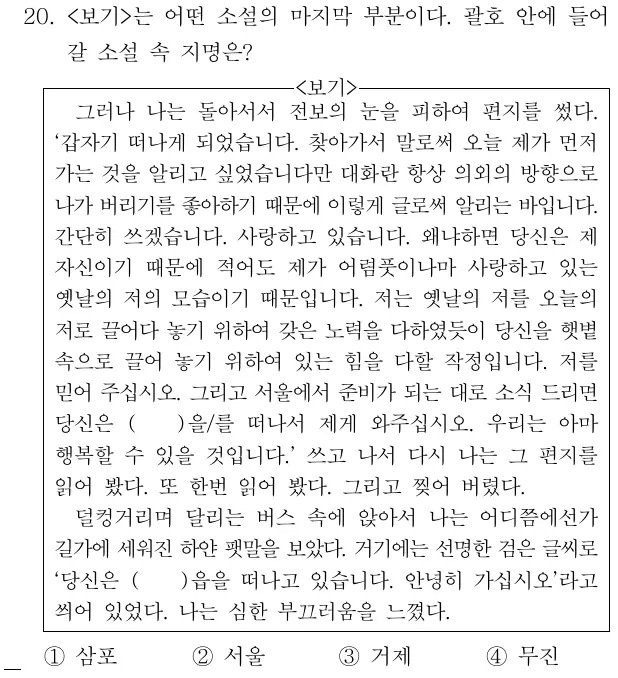 20. <보기>는 어떤 소설의 마지막 부분이다. 괄호 안에 들어
갈 소설 속 지명은?
<보기>
그러나 나는 돌아서서 전보의 눈을 피하여 편지를 썼다.
‘갑자기 떠나게 되었습니다. 찾아가서 말로써 오늘 제가 먼저
가는 것을 알리고 싶었습니다만 대화란 항상 의외의 방향으로
나가 버리기를 좋아하기 때문에 이렇게 글로써 알리는 바입니다.
간단히 쓰겠습니다. 사랑하고 있습니다. 왜냐하면 당신은 제
자신이기 때문에 적어도 제가 어렴풋이나마 사랑하고 있는
옛날의 저의 모습이기 때문입니다. 저는 옛날의 저를 오늘의
저로 끌어다 놓기 위하여 갖은 노력을 다하였듯이 당신을 햇볕
속으로 끌어 놓기 위하여 있는 힘을 다할 작정입니다. 저를
믿어 주십시오. 그리고 서울에서 준비가 되는 대로 소식 드리면
당신은 (    )을/를 떠나서 제게 와주십시오. 우리는 아마
행복할 수 있을 것입니다.’ 쓰고 나서 다시 나는 그 편지를
읽어 봤다. 또 한번 읽어 봤다. 그리고 찢어 버렸다.
덜컹거리며 달리는 버스 속에 앉아서 나는 어디쯤에선가
길가에 세워진 하얀 팻말을 보았다. 거기에는 선명한 검은 글씨로
‘당신은 (    )읍을 떠나고 있습니다. 안녕히 가십시오’라고
씌어 있었다. 나는 심한 부끄러움을 느꼈다.
① 삼포 ② 서울 ③ 거제 ④ 무진